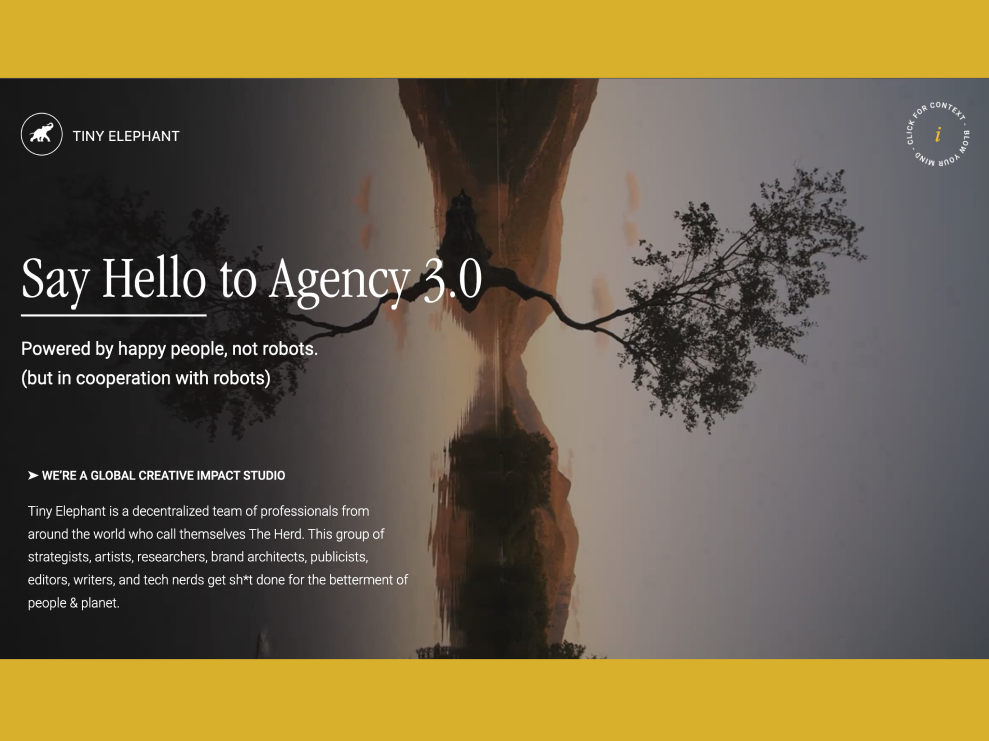 TINY ELEPHANT
CLICK FOR CONTEXT - BLOW YOUR MIND -
i
Say Hello to Agency 3.0
Powered by happy people, not robots.
(but in cooperation with robots)
➤ WE'RE A GLOBAL CREATIVE IMPACT STUDIO
Tiny Elephant is a decentralized team of professionals from
around the world who call themselves The Herd. This group of
strategists, artists, researchers, brand architects, publicists,
editors, writers, and tech nerds get sh*t done for the betterment of
people & planet.